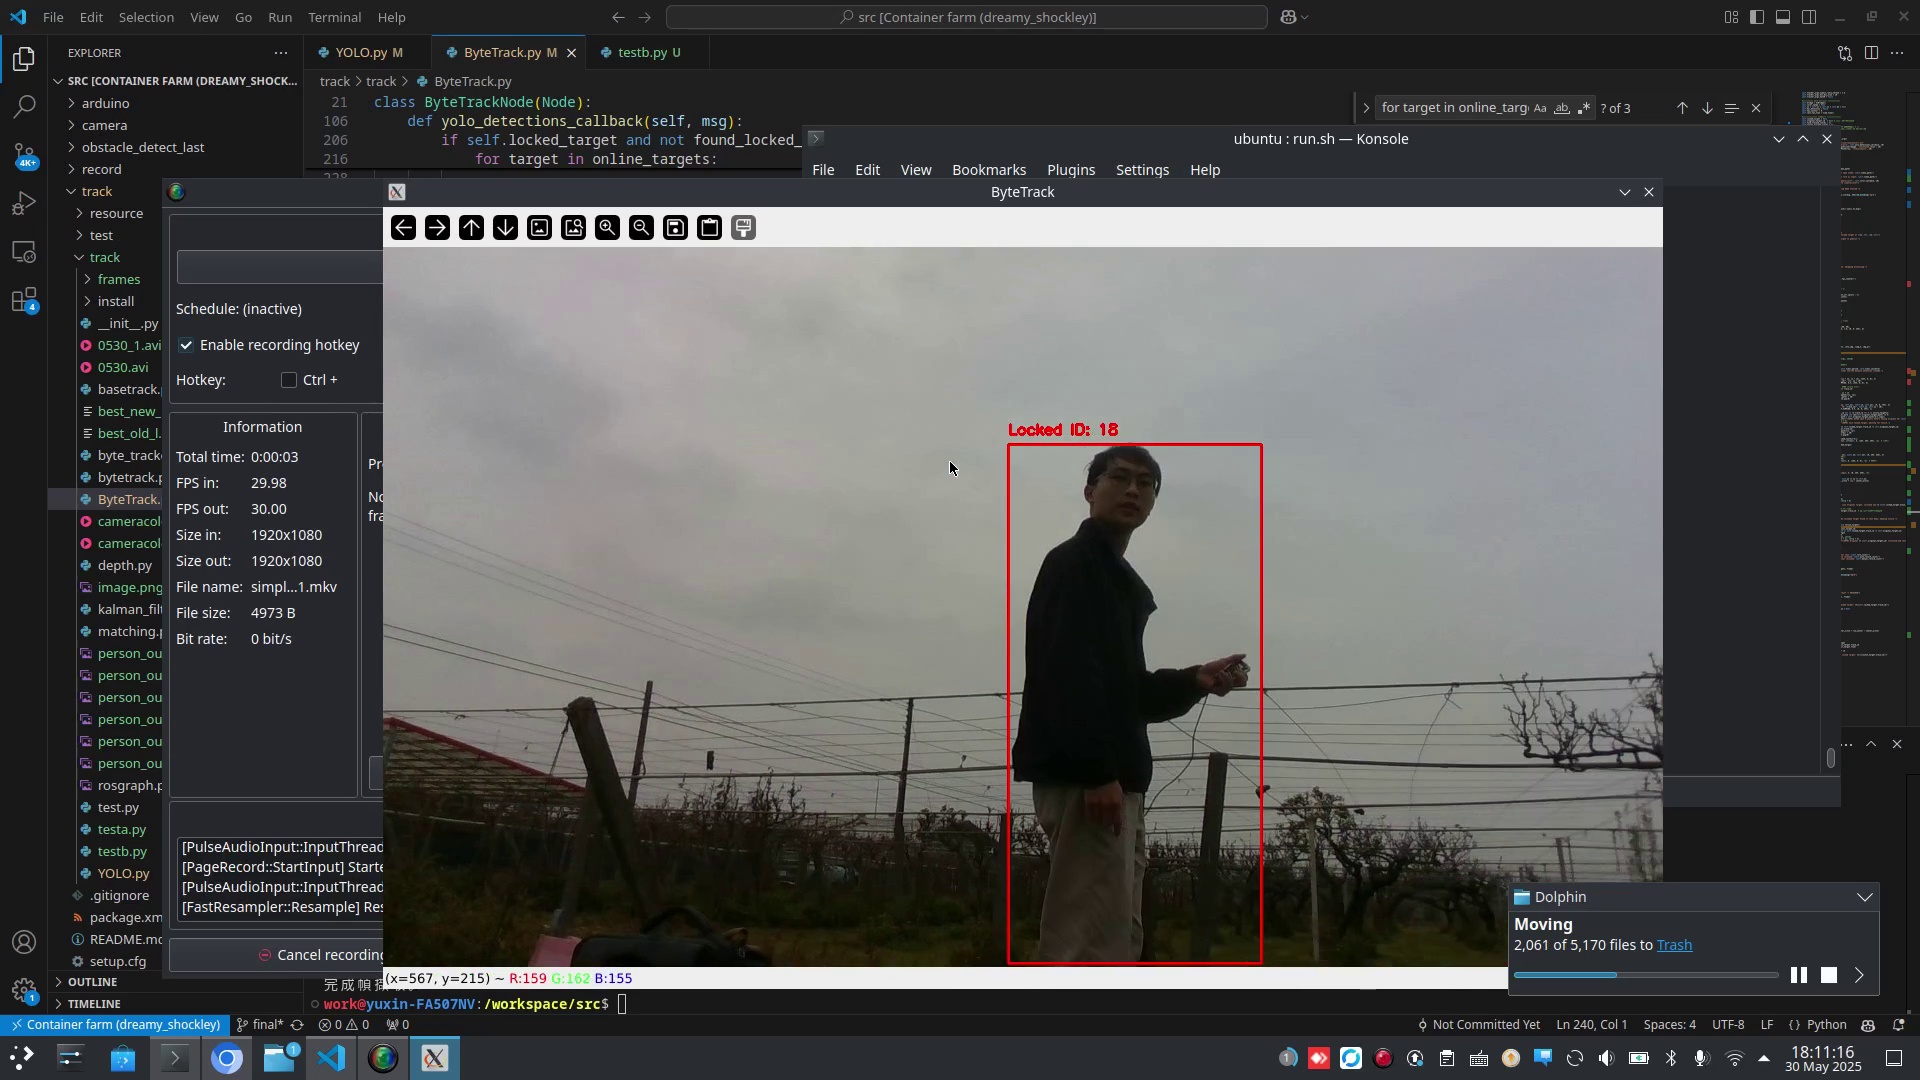 File Edit Selection View Go Run Terminal Help
src [Container farm (dreamy_shockley)]
EXPLORER
SRC [CONTAINER FARM (DREAMY_SHOCK...
arduino
camera
obstacle_detect_last
record
track
resource
test
track
frames
install
__init__.py
0530_1.avi
0530.avi
basetrack.
best_new_
best_old_l.
byte_track
bytetrack.p
ByteTrack.
cameracol
cameracol
depth.py
image.png
kalman_filt
matching.p
person_ou
person_ou
person_ou
person_ou
person_ou
person_ou
rosgraph.p
test.py
testa.py
testb.py
YOLO.py
.gitignore
package.xm
README.md
setup.cfg
OUTLINE
TIMELINE
4K+
4
1
YOLO.py M
ByteTrack.py M
testb.py U
track > track > ByteTrack.py
21 class ByteTrackNode(Node):
106 def yolo_detections_callback(self, msg):
206 if self.locked_target and not found_locked_
216 for target in online_targets:
228
for target in online_targ Aa ab ? of 3
ubuntu : run.sh — Konsole
File Edit View Bookmarks Plugins Settings Help
ByteTrack
Schedule: (inactive)
Enable recording hotkey
Hotkey: Ctrl +
Information
Total time: 0:00:03
FPS in: 29.98
FPS out: 30.00
Size in: 1920x1080
Size out: 1920x1080
File name: simpl...1.mkv
File size: 4973 B
Bit rate: 0 bit/s
Pr
No
fra
[PulseAudioInput::InputThread
[PageRecord::StartInput] Starte
[PulseAudioInput::InputThread
[FastResampler::Resample] Res
Cancel recording
Locked ID: 18
(x=567, y=215) ~ R:159 G:162 B:155
work@yuxin-FA507NV:/workspace/src$
Dolphin
Moving
2,061 of 5,170 files to Trash
Container farm (dreamy_shockley) final* 0 0 0
Not Committed Yet Ln 240, Col 1 Spaces: 4 UTF-8 LF {} Python
1
1
18:11:16
30 May 2025